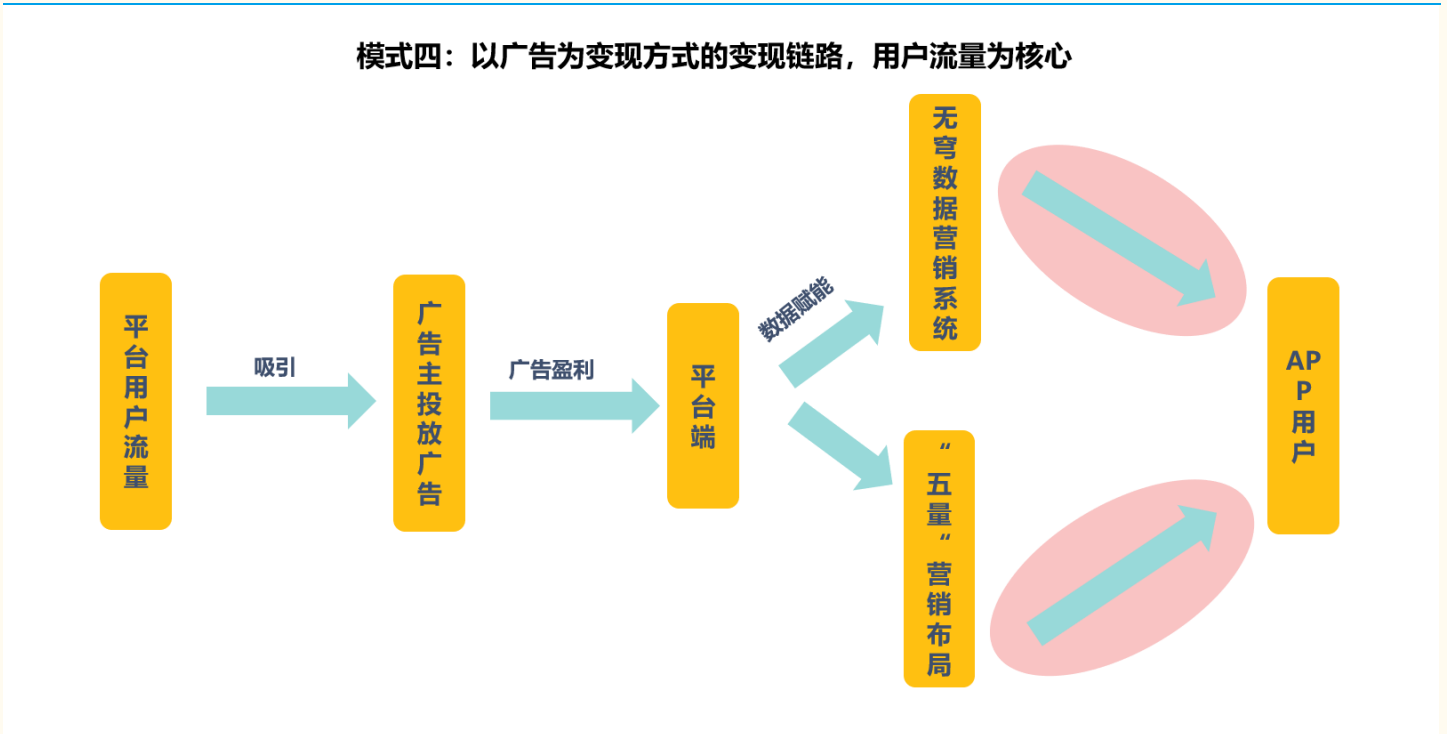 模式四：以广告为变现方式的变现链路，用户流量为核心
平台用户流量
吸引
广告主投放广告
广告盈利
平台端
数据赋能
无穹数据营销系统
“五量“营销布局
AP
P用户